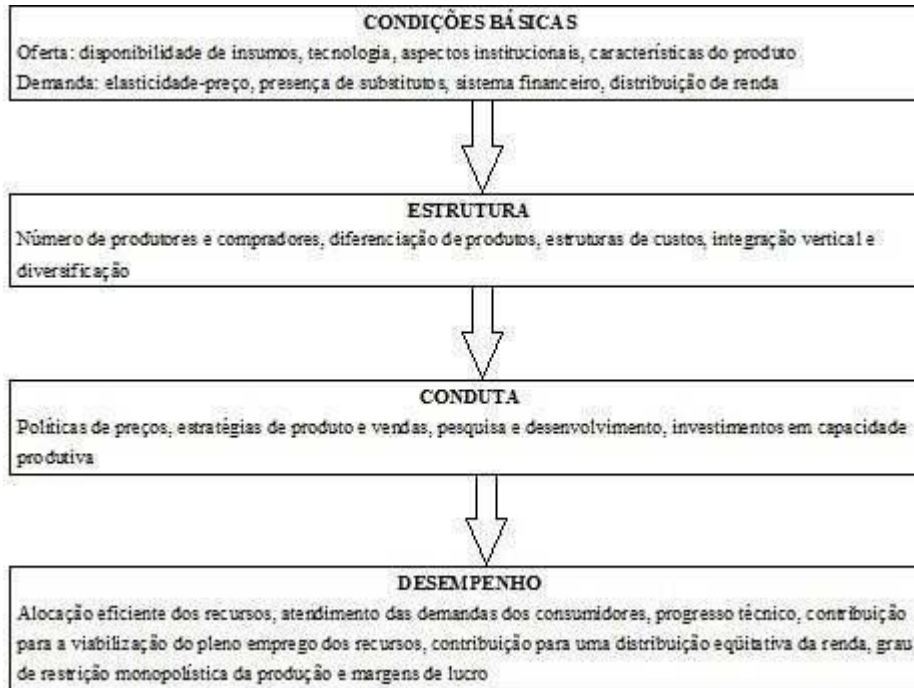 CONDIÇÕES BÁSICAS
Oferta: disponibilidade de insumos, tecnologia, aspectos institucionais, características do produto
Demanda: elasticidade-preço, presença de substitutos, sistema financeiro, distribuição de renda
ESTRUTURA
Número de produtores e compradores, diferenciação de produtos, estruturas de custos, integração vertical e
diversificação
CONDUTA
Políticas de preços, estratégias de produto e vendas, pesquisa e desenvolvimento, investimentos em capacidade
produtiva
DESEMPENHO
Alocação eficiente dos recursos, atendimento das demandas dos consumidores, progresso técnico, contribuição
para a viabilização do pleno emprego dos recursos, contribuição para uma distribuição eqüitativa da renda, grau
de restrição monopolística da produção e margens de lucro